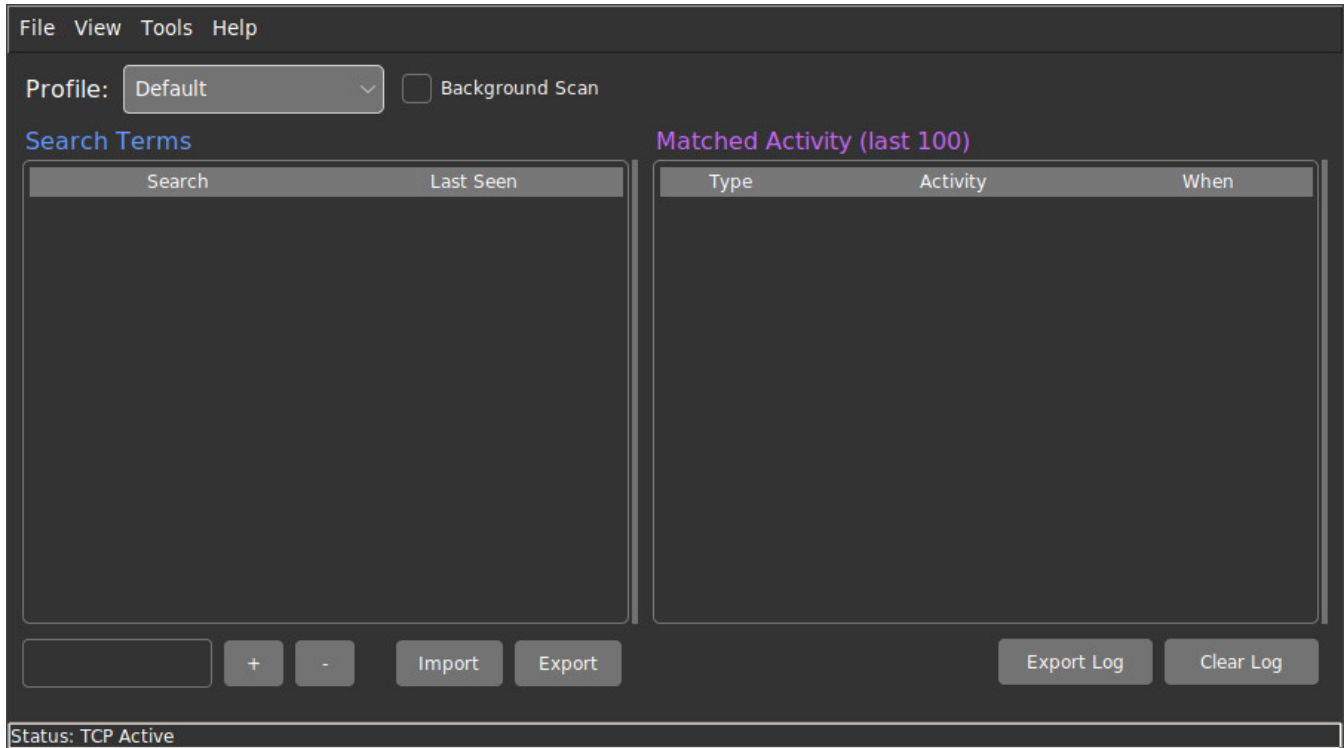 File View Tools Help
Profile: Default Background Scan
Search Terms
Matched Activity (last 100)
Search Last Seen
Type Activity When
+ - Import Export
Export Log Clear Log
Status: TCP Active